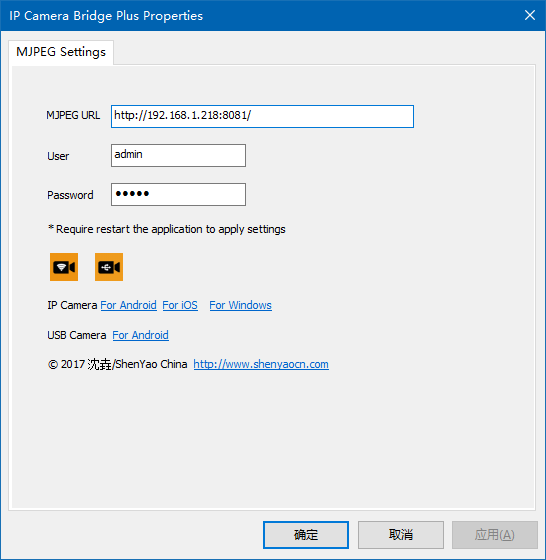 IP Camera Bridge Plus Properties
MJPEG Settings
MJPEG URL http://192.168.1.218:8081/
User admin
Password •••••
* Require restart the application to apply settings
IP Camera For Android For iOS For Windows
USB Camera For Android
© 2017 沈垚/ShenYao China http://www.shenyaocn.com
确定 取消 应用(A)